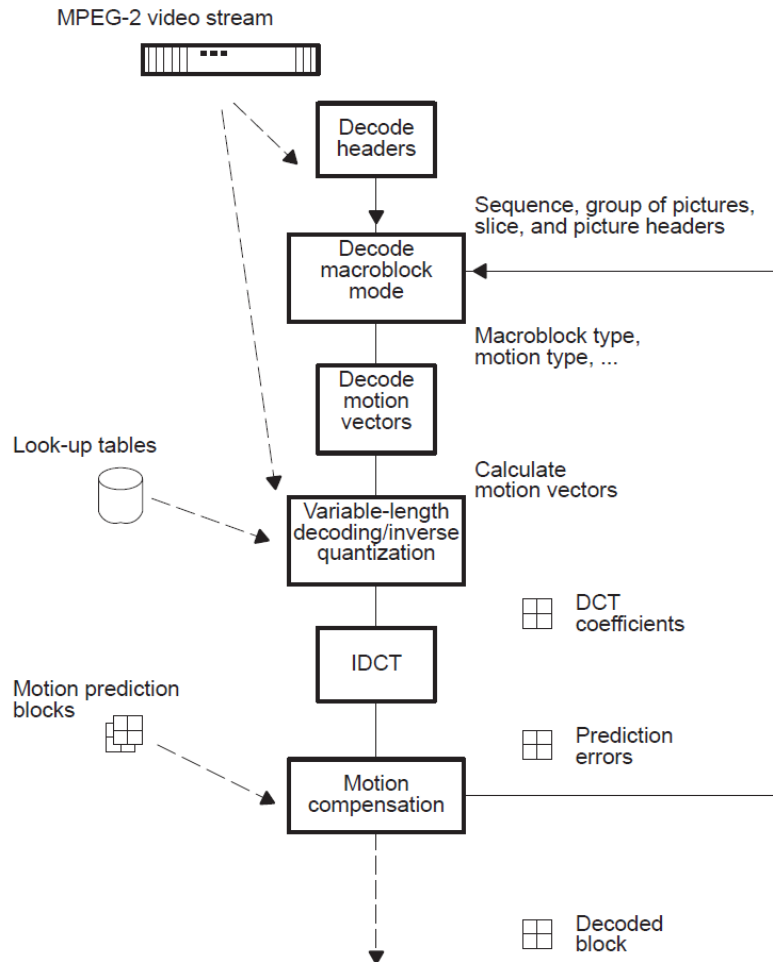 MPEG-2 video stream
Decode
headers
Sequence, group of pictures,
slice, and picture headers
Decode
macroblock
mode
Macroblock type,
motion type, ...
Decode
motion
vectors
Look-up tables
Calculate
motion vectors
Variable-length
decoding/inverse
quantization
DCT
coefficients
IDCT
Motion prediction
blocks
Prediction
errors
Motion
compensation
Decoded
block